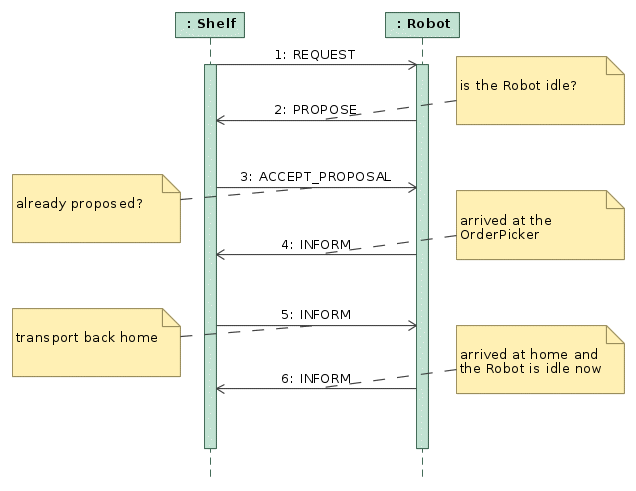 : Shelf
: Robot
1: REQUEST
is the Robot idle?
2: PROPOSE
3: ACCEPT_PROPOSAL
already proposed?
arrived at the
OrderPicker
4: INFORM
5: INFORM
transport back home
arrived at home and
the Robot is idle now
6: INFORM